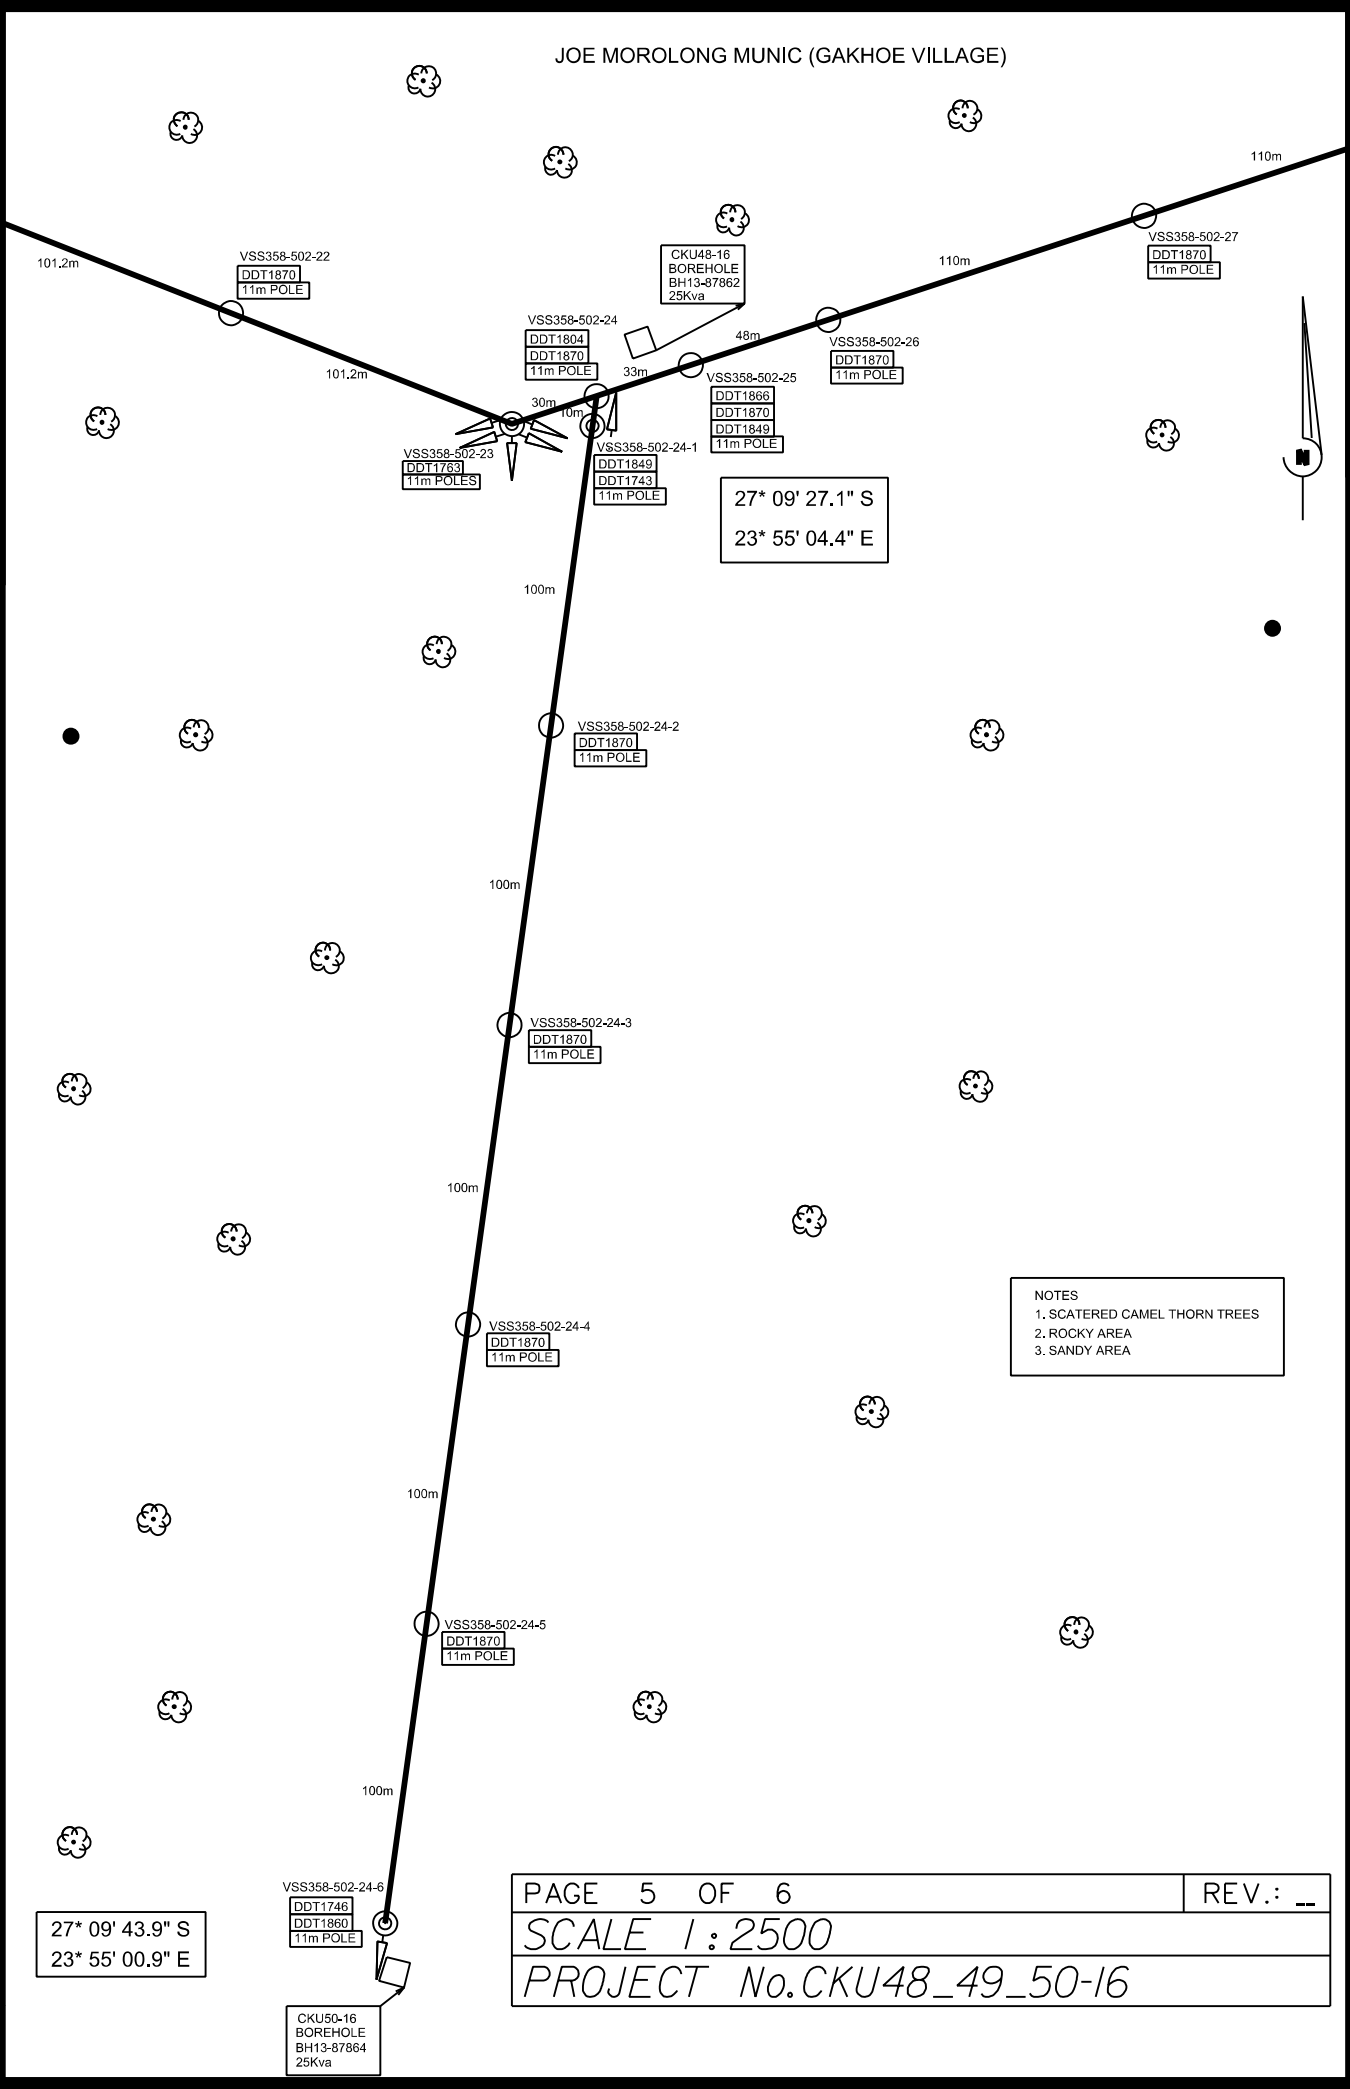 JOE MOROLONG MUNIC (GAKHOE VILLAGE)
110m
VSS358-502-27
DDT1870
11m POLE
110m
CKU48-16
BOREHOLE
BH13-87862
25Kva
101.2m
VSS358-502-22
DDT1870
11m POLE
101.2m
VSS358-502-24
DDT1804
DDT1870
11m POLE
48m
VSS358-502-26
DDT1870
11m POLE
33m
VSS358-502-25
DDT1866
DDT1870
DDT1849
11m POLE
30m
10m
VSS358-502-23
DDT1763
11m POLES
VSS358-502-24-1
DDT1849
DDT1743
11m POLE
N
27* 09' 27.1" S
23* 55' 04.4" E
100m
VSS358-502-24-2
DDT1870
11m POLE
100m
VSS358-502-24-3
DDT1870
11m POLE
100m
VSS358-502-24-4
DDT1870
11m POLE
NOTES
1. SCATERED CAMEL THORN TREES
2. ROCKY AREA
3. SANDY AREA
100m
VSS358-502-24-5
DDT1870
11m POLE
100m
VSS358-502-24-6
DDT1746
DDT1860
11m POLE
27* 09' 43.9" S
23* 55' 00.9" E
CKU50-16
BOREHOLE
BH13-87864
25Kva
PAGE 5 OF 6 REV.: __
SCALE 1:2500
PROJECT No.CKU48_49_50-16